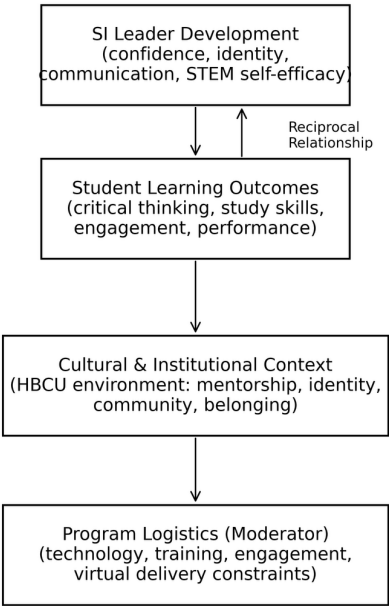 SI Leader Development
(confidence, identity,
communication, STEM self-efficacy)
Reciprocal
Relationship
Student Learning Outcomes
(critical thinking, study skills,
engagement, performance)
Cultural & Institutional Context
(HBCU environment: mentorship, identity,
community, belonging)
Program Logistics (Moderator)
(technology, training, engagement,
virtual delivery constraints)